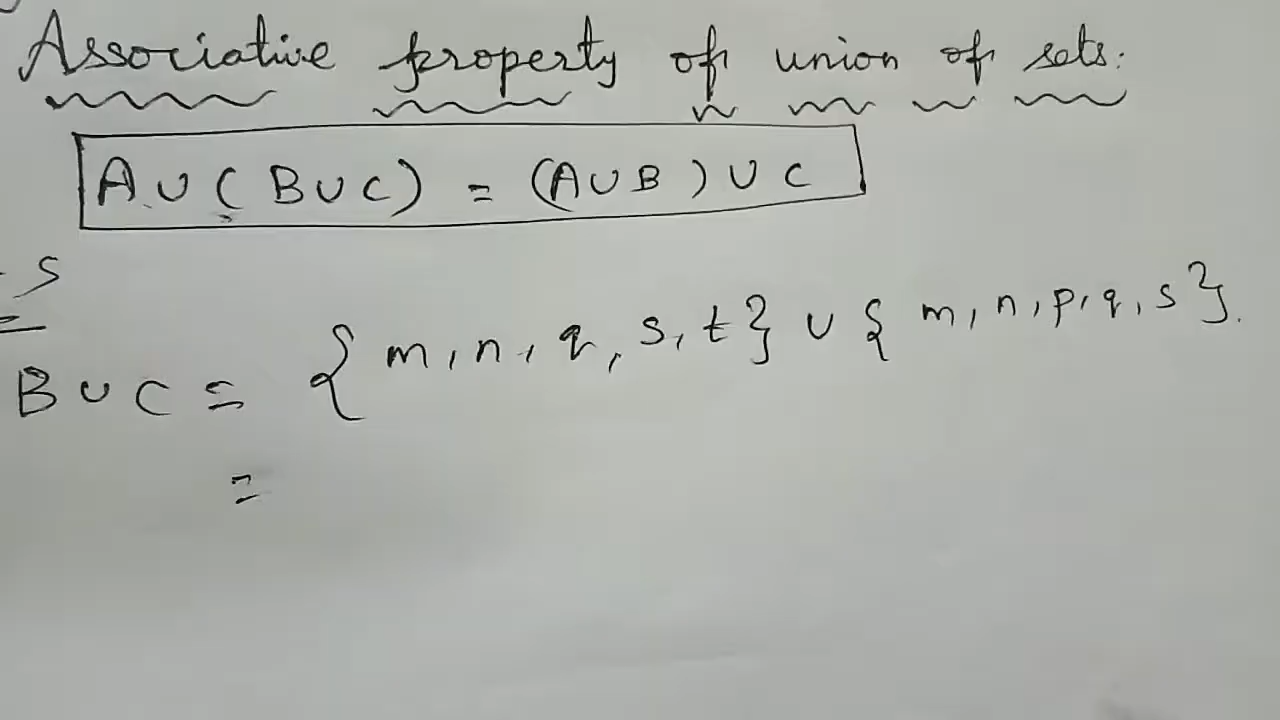 Associative property of union of sets.
A ∪ ( B ∪ C ) = (A ∪ B ) ∪ C
S
B ∪ C = { m, n, q, s, t } ∪ { m, n, p, q, s }.
=